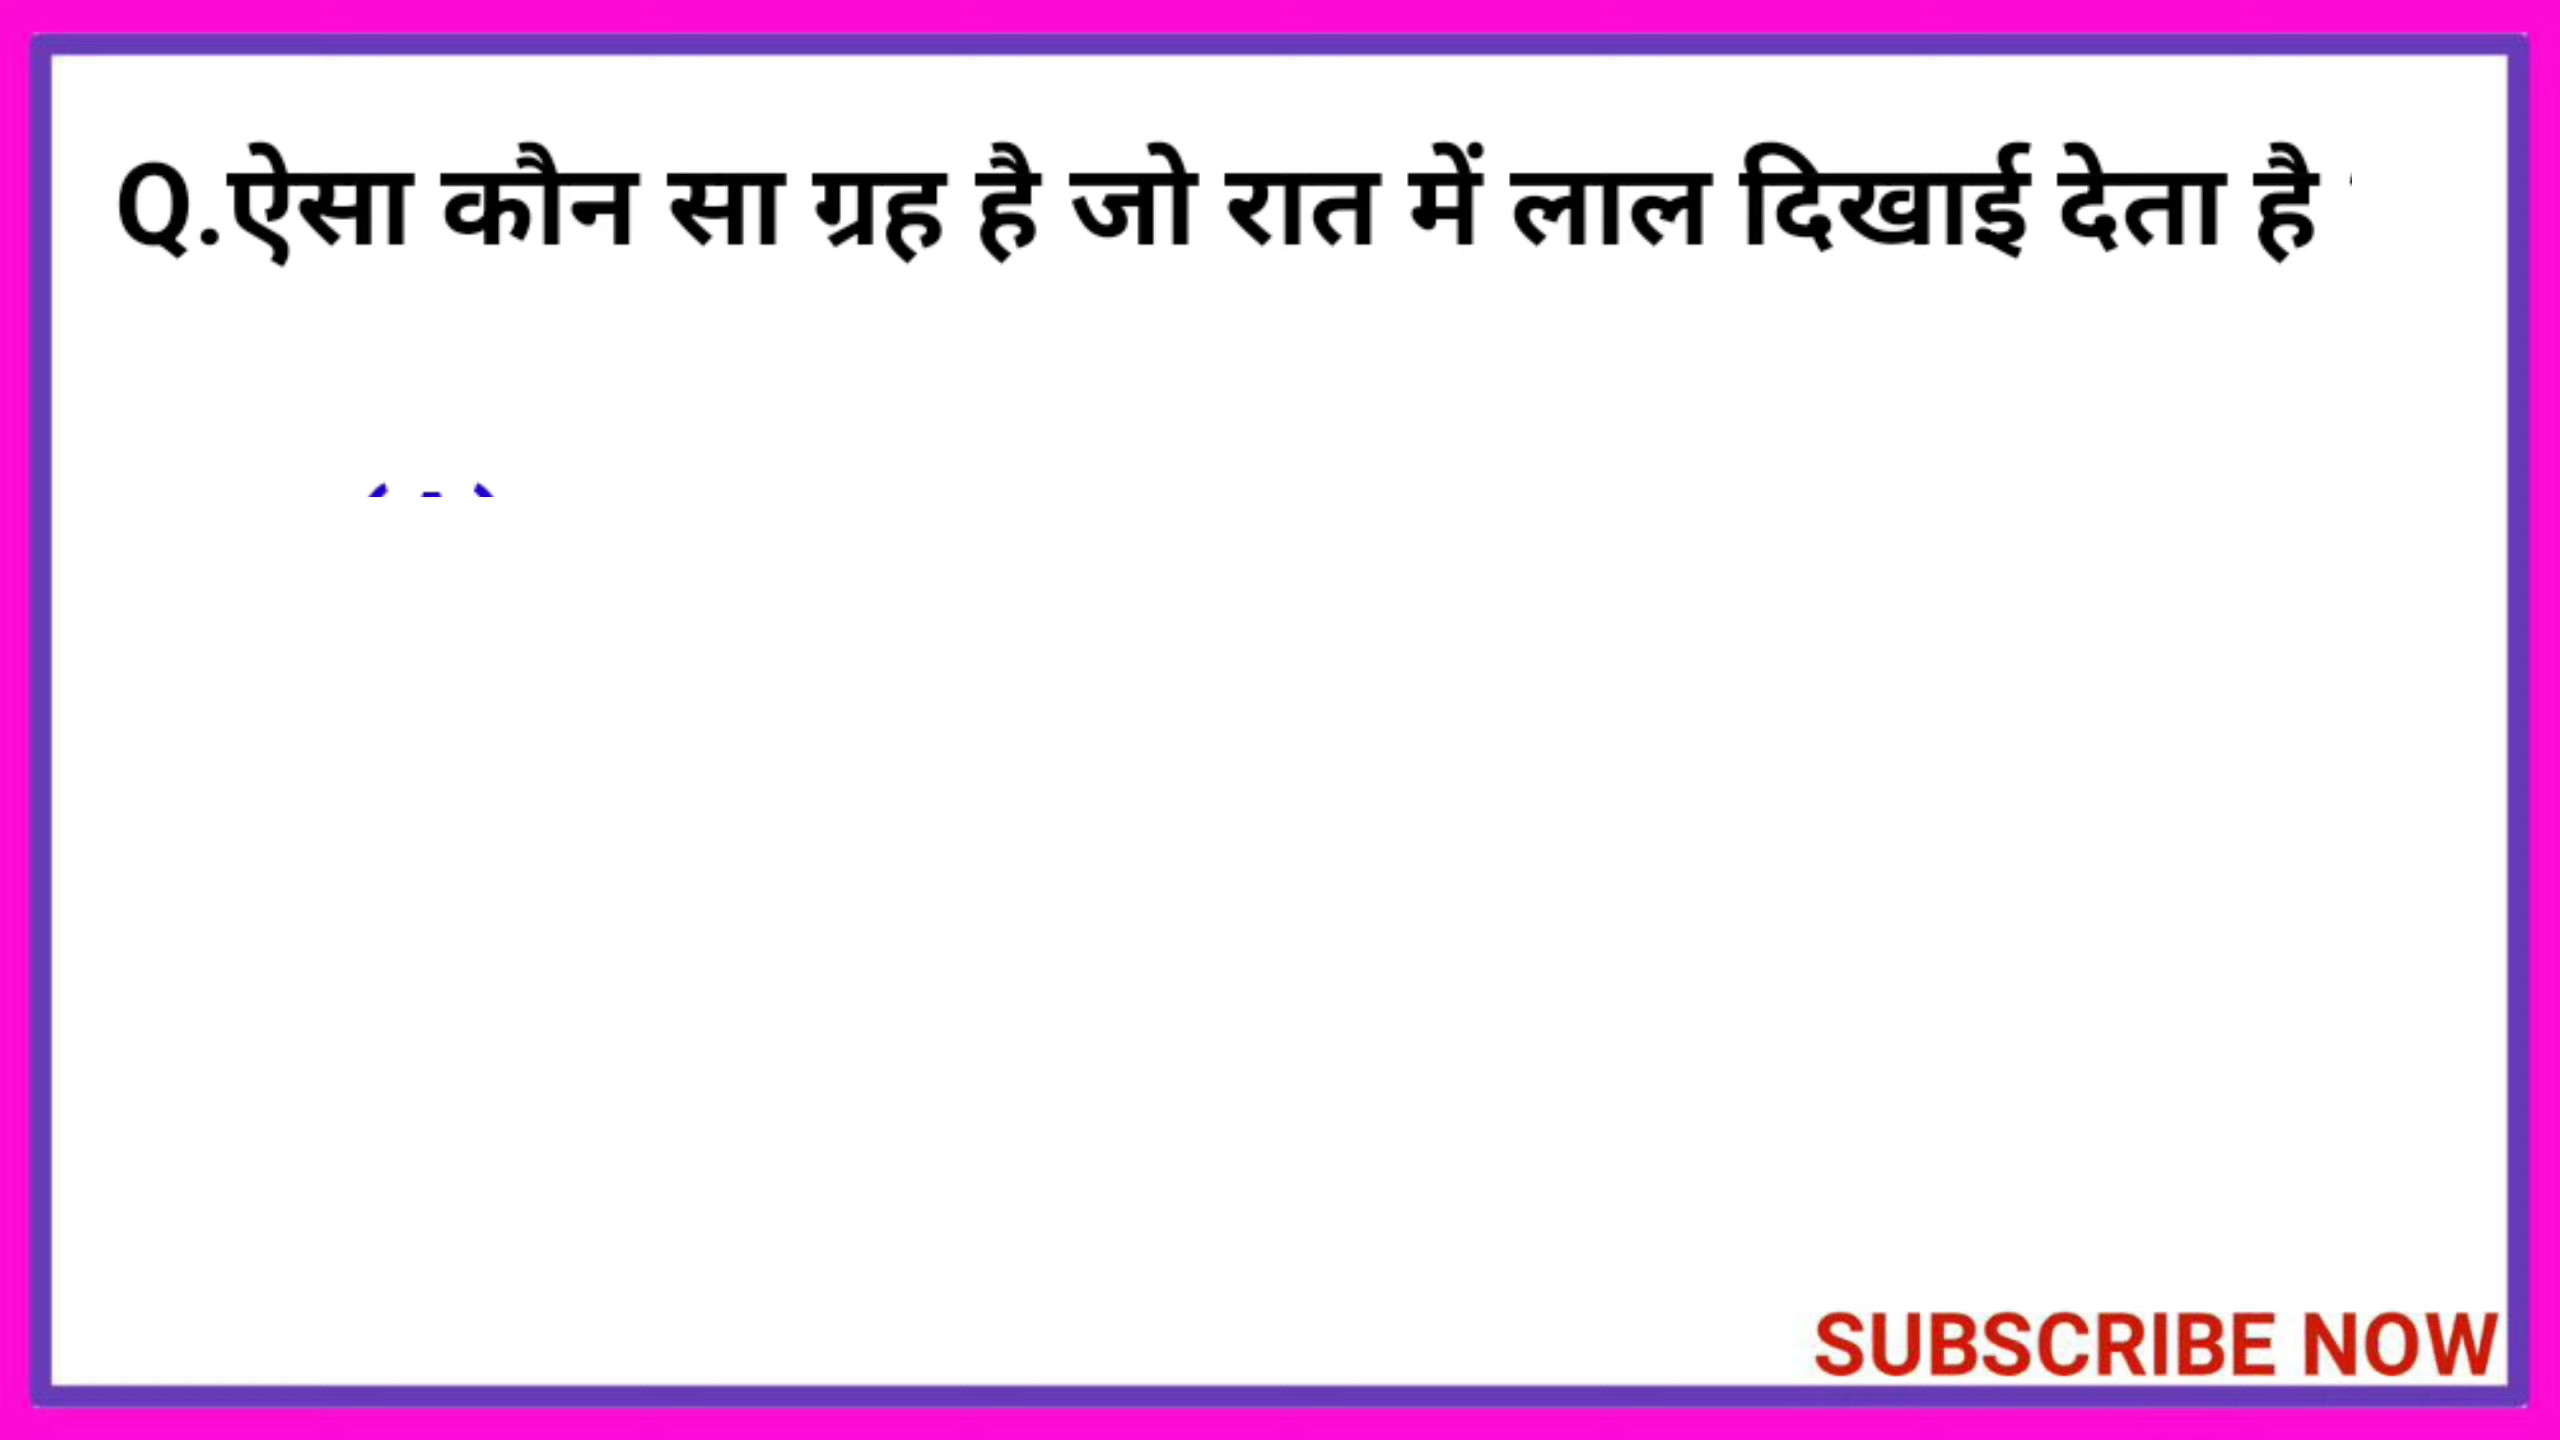 Q.ऐसा कौन सा ग्रह है जो रात में लाल दिखाई देता है
SUBSCRIBE NOW